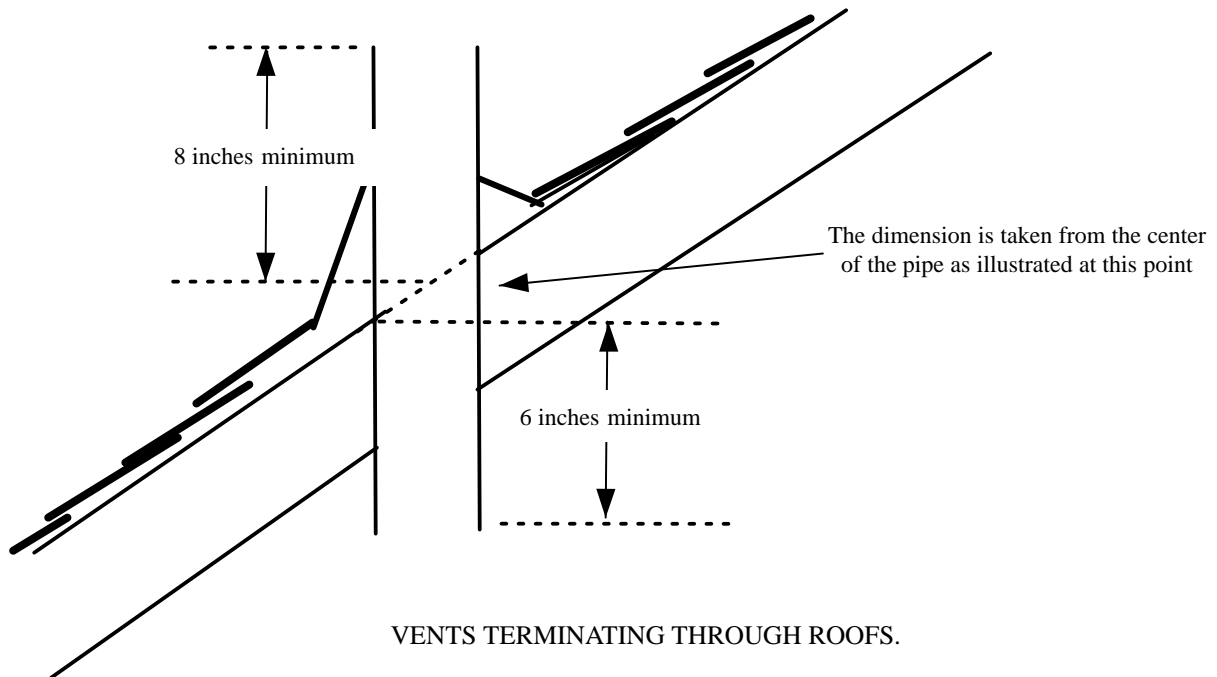 8 inches minimum
The dimension is taken from the center
of the pipe as illustrated at this point
6 inches minimum
VENTS TERMINATING THROUGH ROOFS.